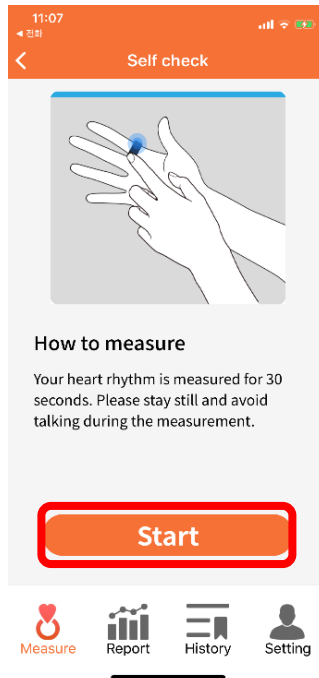 11:07
◀ 전화
Self check
How to measure
Your heart rhythm is measured for 30
seconds. Please stay still and avoid
talking during the measurement.
Start
Measure Report History Setting